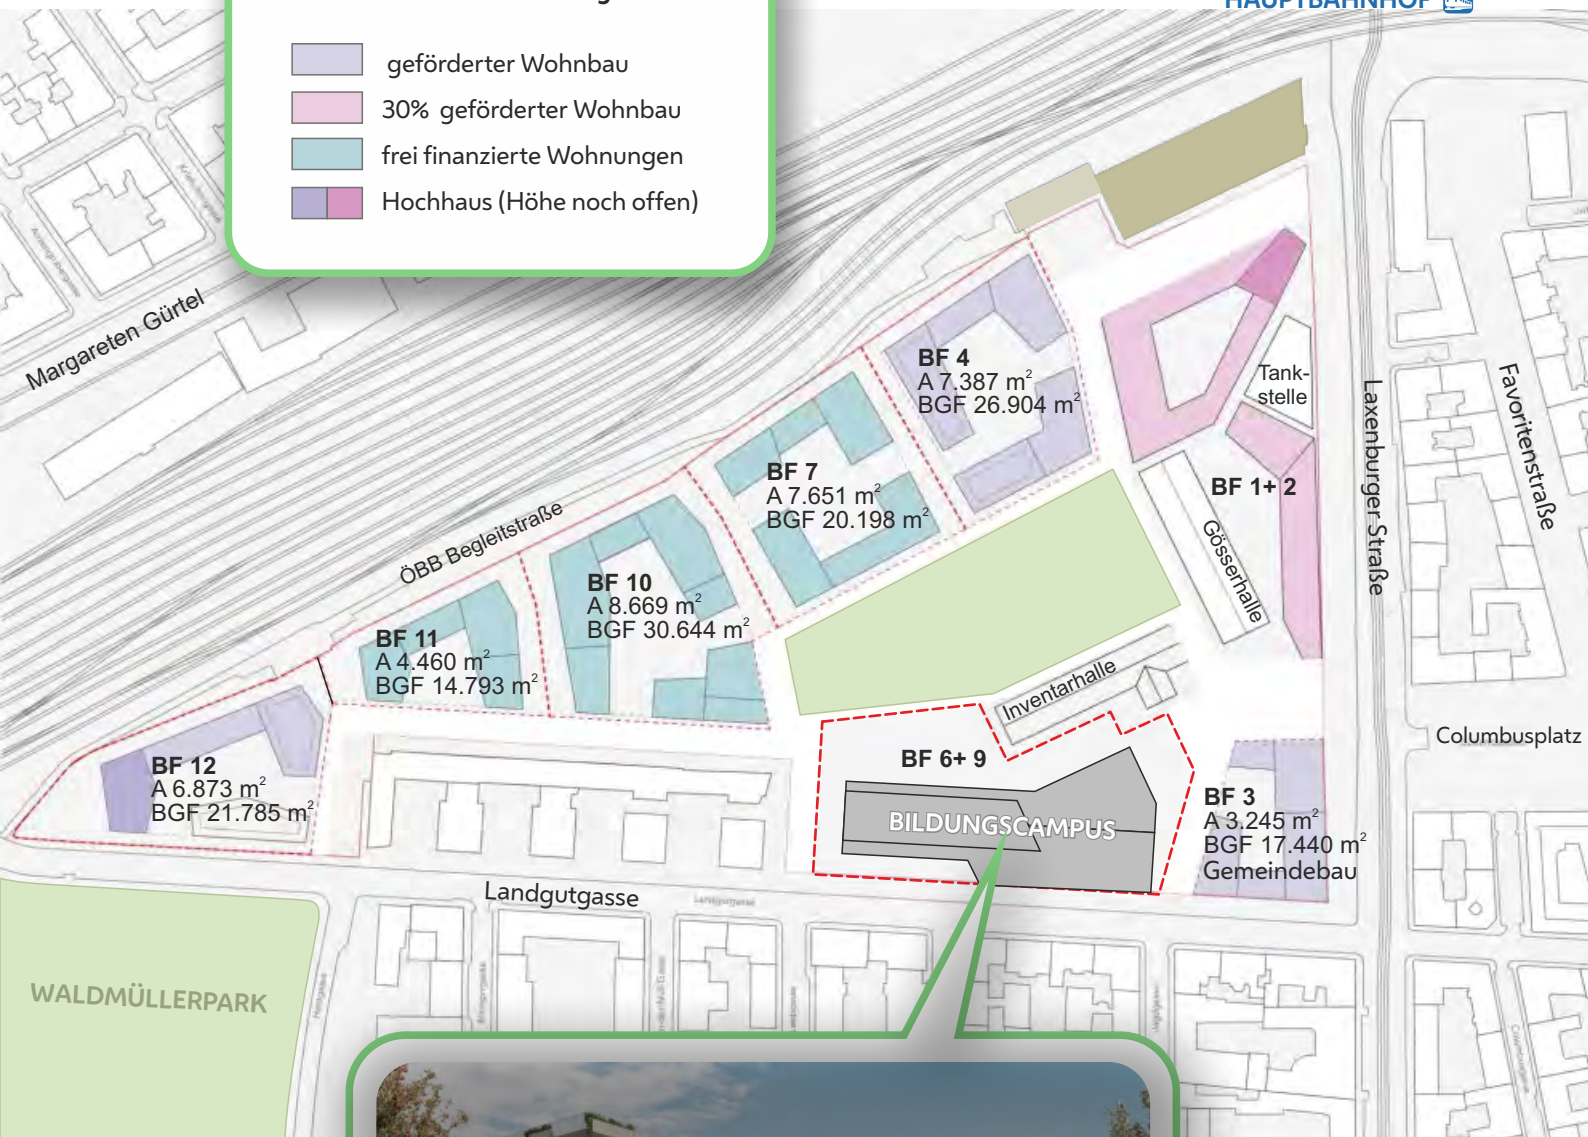 HAUPTBAHNHOF
geförderter Wohnbau
30% geförderter Wohnbau
frei finanzierte Wohnungen
Hochhaus (Höhe noch offen)
Margareten Gürtel
ÖBB Begleitstraße
BF 4
A 7.387 m²
BGF 26.904 m²
Tank-
stelle
Laxenburger Straße
Favoritenstraße
BF 7
A 7.651 m²
BGF 20.198 m²
BF 1+ 2
Gösserhalle
BF 10
A 8.669 m²
BGF 30.644 m²
BF 11
A 4.460 m²
BGF 14.793 m²
Inventarhalle
Columbusplatz
BF 12
A 6.873 m²
BGF 21.785 m²
BF 6+ 9
BILDUNGSCAMPUS
BF 3
A 3.245 m²
BGF 17.440 m²
Gemeindebau
Landgutgasse
Landgutgasse
WALDMÜLLERPARK